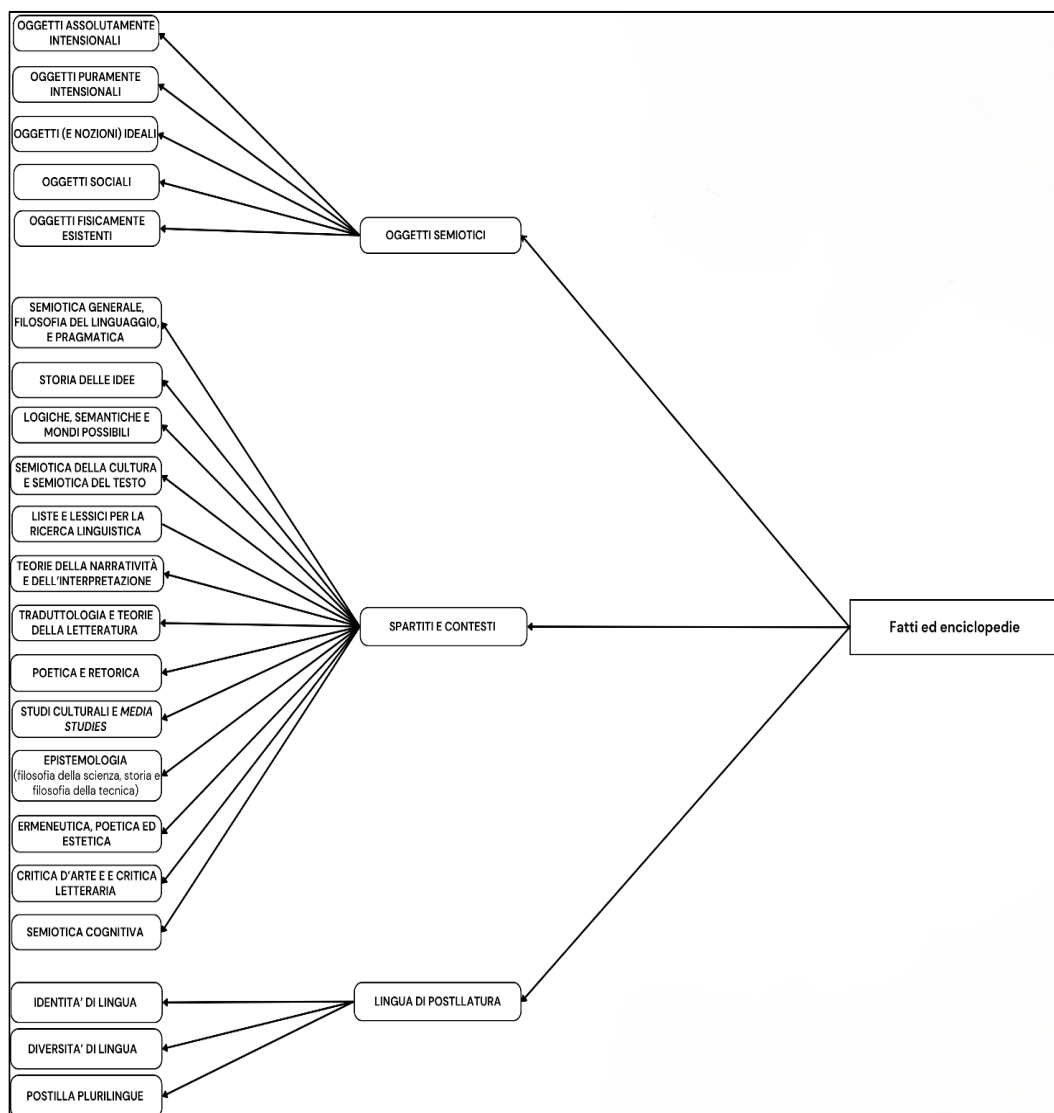 OGGETTI ASSOLUTAMENTE
INTENSIONALI
OGGETTI PURAMENTE
INTENSIONALI
OGGETTI (E NOZIONI) IDEALI
OGGETTI SOCIALI
OGGETTI FISICAMENTE
ESISTENTI
OGGETTI SEMIOTICI
SEMIOTICA GENERALE,
FILOSOFIA DEL LINGUAGGIO,
E PRAGMATICA
STORIA DELLE IDEE
LOGICHE, SEMANTICHE E
MONDI POSSIBILI
SEMIOTICA DELLA CULTURA
E SEMIOTICA DEL TESTO
LISTE E LESSICI PER LA
RICERCA LINGUISTICA
TEORIE DELLA NARRATIVITÀ
E DELL'INTERPRETAZIONE
TRADUTTOLOGIA E TEORIE
DELLA LETTERATURA
POETICA E RETORICA
STUDI CULTURALI E MEDIA
STUDIES
EPISTEMOLOGIA
(filosofia della scienza, storia e
filosofia della tecnica)
ERMENEUTICA, POETICA ED
ESTETICA
CRITICA D'ARTE E E CRITICA
LETTERARIA
SEMIOTICA COGNITIVA
SPARTITI E CONTESTI
Fatti ed enciclopedie
IDENTITA' DI LINGUA
DIVERSITA' DI LINGUA
POSTILLA PLURILINGUE
LINGUA DI POSTLLATURA